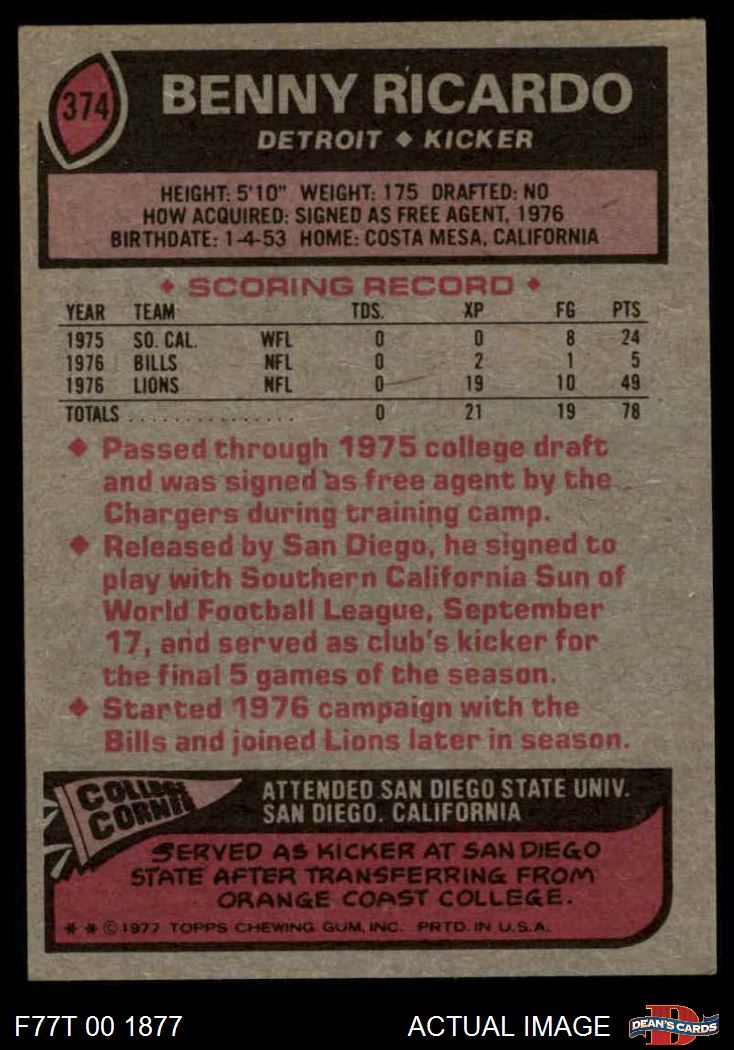 374
BENNY RICARDO
DETROIT ◆ KICKER
HEIGHT: 5'10" WEIGHT: 175 DRAFTED: NO
HOW ACQUIRED: SIGNED AS FREE AGENT, 1976
BIRTHDATE: 1-4-53 HOME: COSTA MESA, CALIFORNIA
◆ SCORING RECORD ◆
YEAR TEAM TDS. XP FG PTS
1975 SO. CAL. WFL 0 0 8 24
1976 BILLS NFL 0 2 1 5
1976 LIONS NFL 0 19 10 49
TOTALS . . . . . . . . . . . . . . . 0 21 19 78
◆ Passed through 1975 college draft
and was signed as free agent by the
Chargers during training camp.
◆ Released by San Diego, he signed to
play with Southern California Sun of
World Football League, September
17, and served as club's kicker for
the final 5 games of the season.
◆ Started 1976 campaign with the
Bills and joined Lions later in season.
COLLEGE
CORNER
ATTENDED SAN DIEGO STATE UNIV.
SAN DIEGO, CALIFORNIA
SERVED AS KICKER AT SAN DIEGO
STATE AFTER TRANSFERRING FROM
ORANGE COAST COLLEGE.
* * © 1977 TOPPS CHEWING GUM, INC. PRTD. IN U.S.A.
F77T 00 1877 ACTUAL IMAGE
D
DEAN'S CARDS